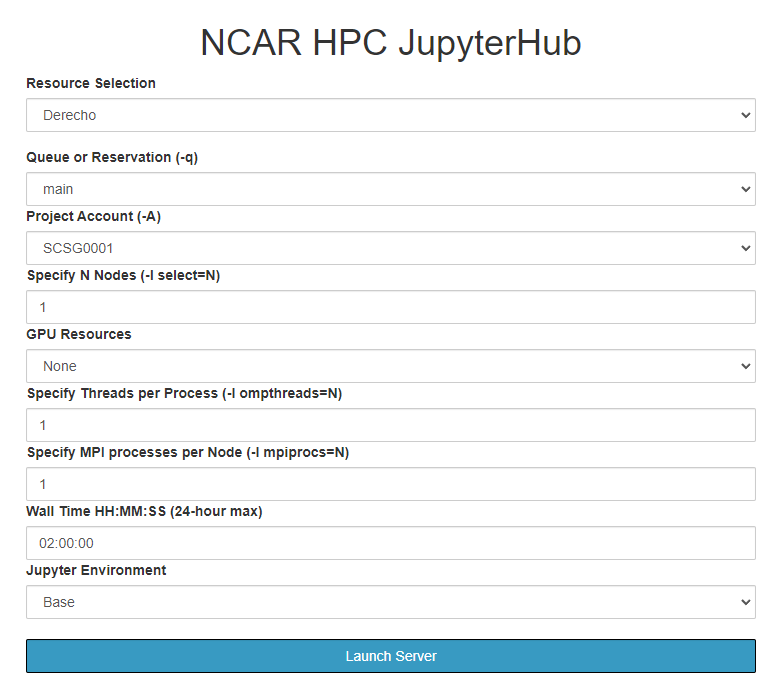 NCAR HPC JupyterHub
Resource Selection
Derecho
Queue or Reservation (-q)
main
Project Account (-A)
SCSG0001
Specify N Nodes (-l select=N)
1
GPU Resources
None
Specify Threads per Process (-l ompthreads=N)
1
Specify MPI processes per Node (-l mpiprocs=N)
1
Wall Time HH:MM:SS (24-hour max)
02:00:00
Jupyter Environment
Base
Launch Server